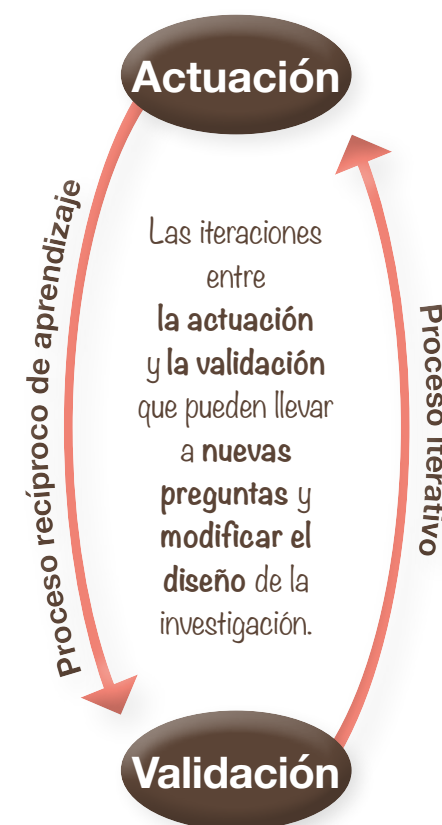 Actuación
Proceso recíproco de aprendizaje
Las iteraciones
entre
la actuación
y la validación
que pueden llevar
a nuevas
preguntas y
modificar el
diseño de la
investigación.
Proceso iterativo
Validación